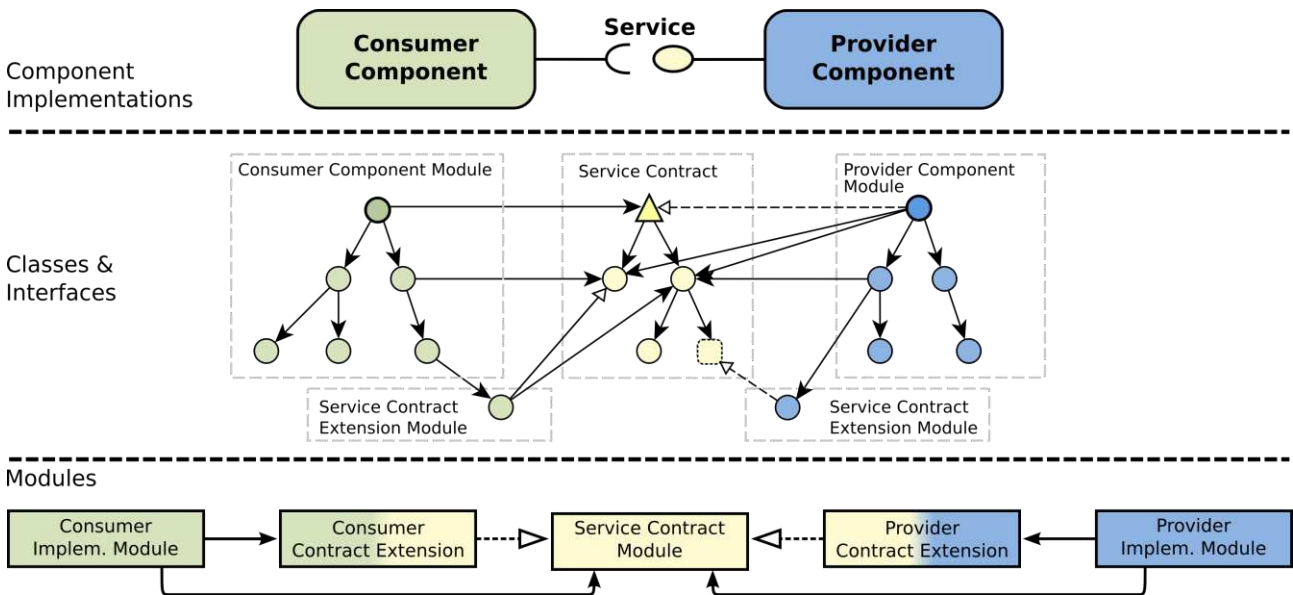 Service
Consumer
Component
Provider
Component
Component
Implementations
Consumer Component Module
Service Contract
Provider Component
Module
Classes &
Interfaces
Service Contract
Extension Module
Service Contract
Extension Module
Modules
Consumer
Implem. Module
Consumer
Contract Extension
Service Contract
Module
Provider
Contract Extension
Provider
Implem. Module